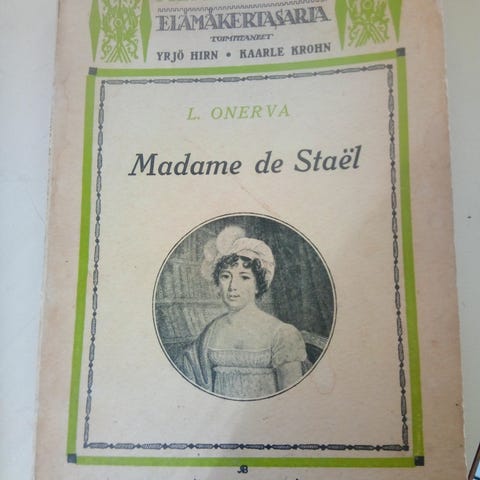 ELÄMÄKERTASARJA
TOIMITTANEET
YRJÖ HIRN • KAARLE KROHN
L. ONERVA
Madame de Staël